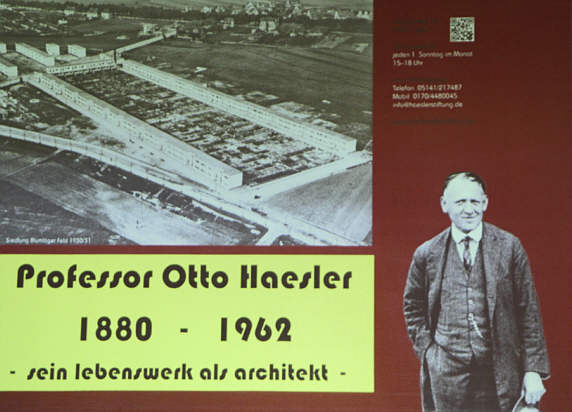 jeden 1. Sonntag im Monat
15-18 Uhr
Telefon 05141/217487
Mobil 0170/4480045
info@haeslerstiftung.de
Siedlung Blumläger Feld 1930/31
Professor Otto Haesler
1880 - 1962
- sein lebenswerk als architekt -